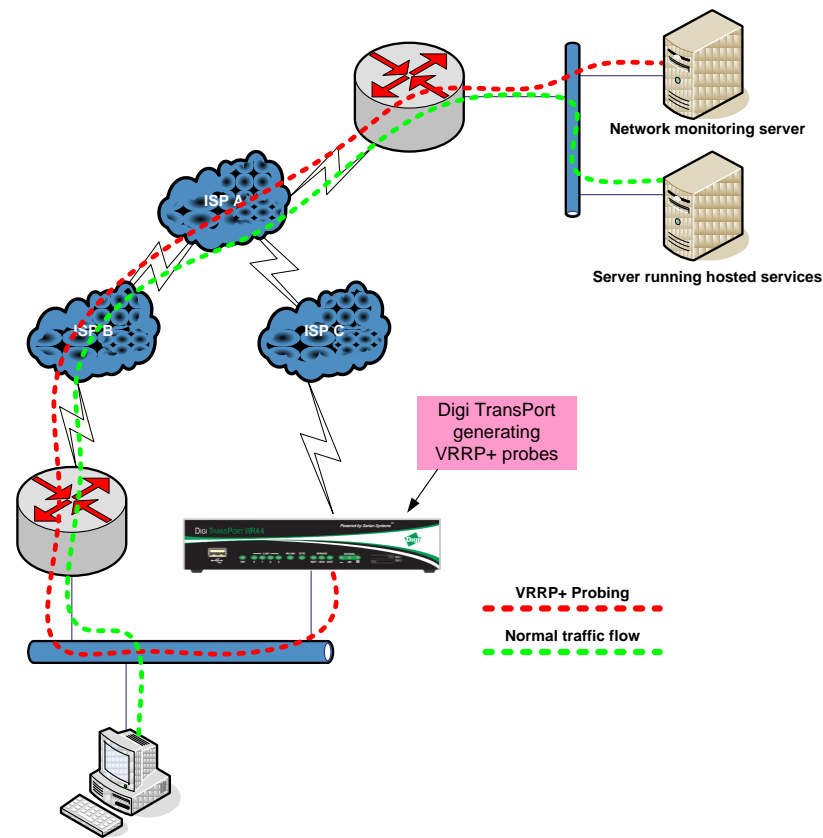 Network monitoring server
ISP A
Server running hosted services
ISP B
ISP C
Digi TransPort
generating
VRRP+ probes
Powered by Sarian Systems
DIGI TRANSPORT WR44
Digi
VRRP+ Probing
Normal traffic flow